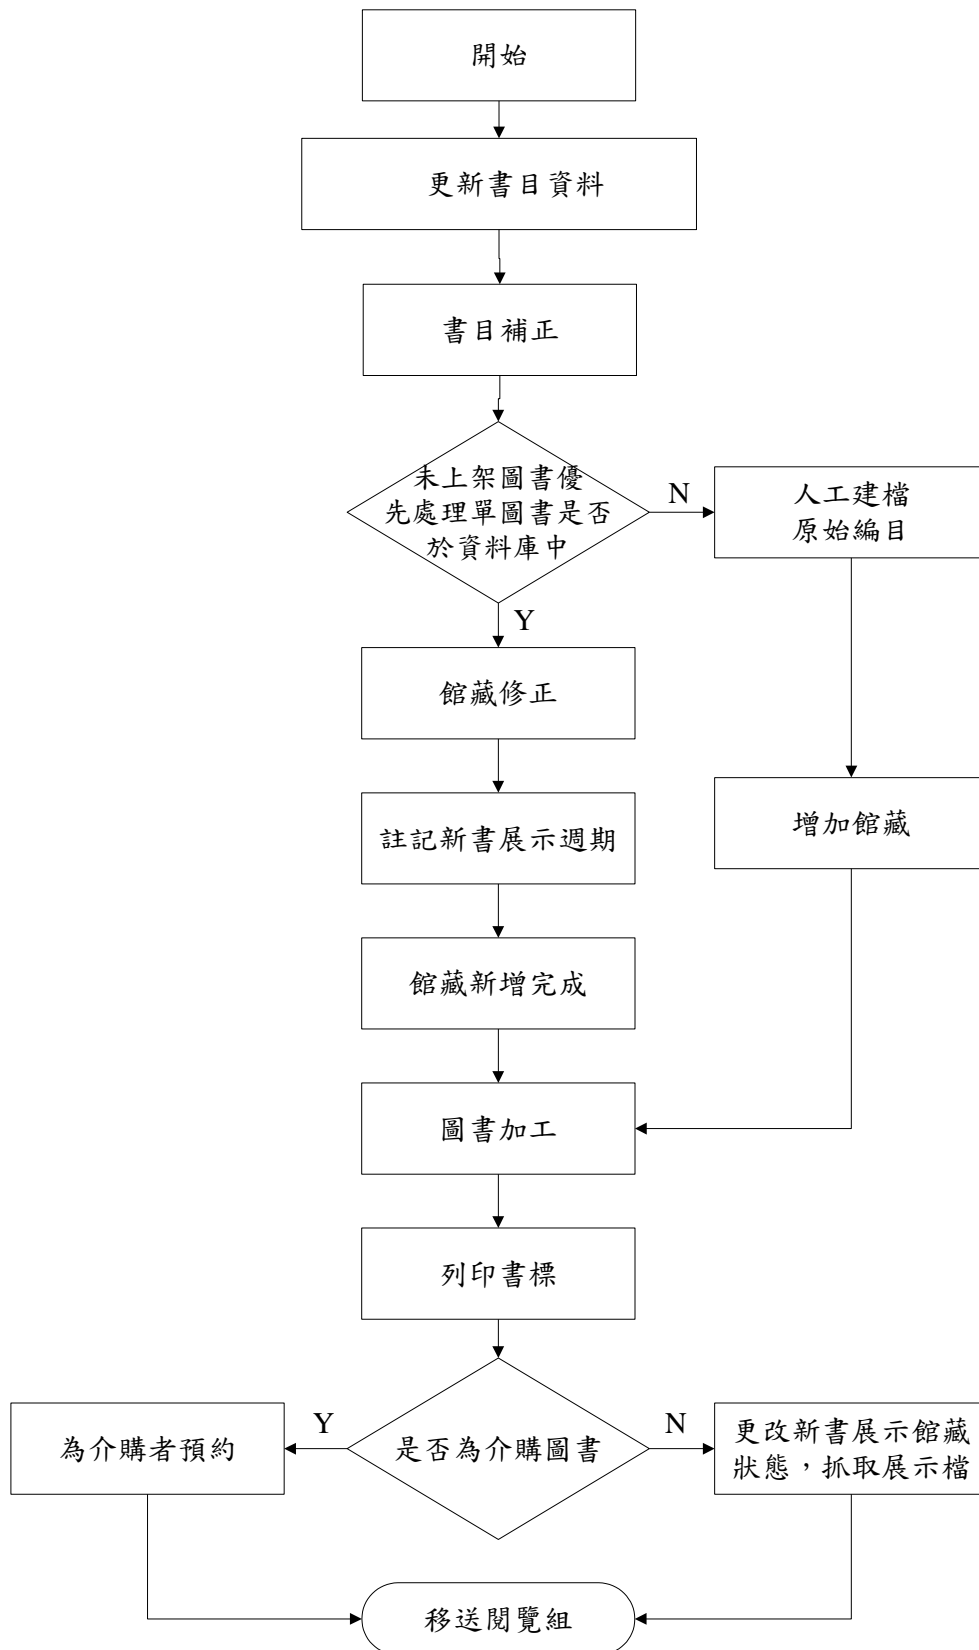 開始
更新書目資料
書目補正
未上架圖書優
先處理單圖書是否
於資料庫中
N
人工建檔
原始編目
Y
館藏修正
增加館藏
註記新書展示週期
館藏新增完成
圖書加工
列印書標
是否為介購圖書
Y
為介購者預約
N
更改新書展示館藏
狀態，抓取展示檔
移送閱覽組